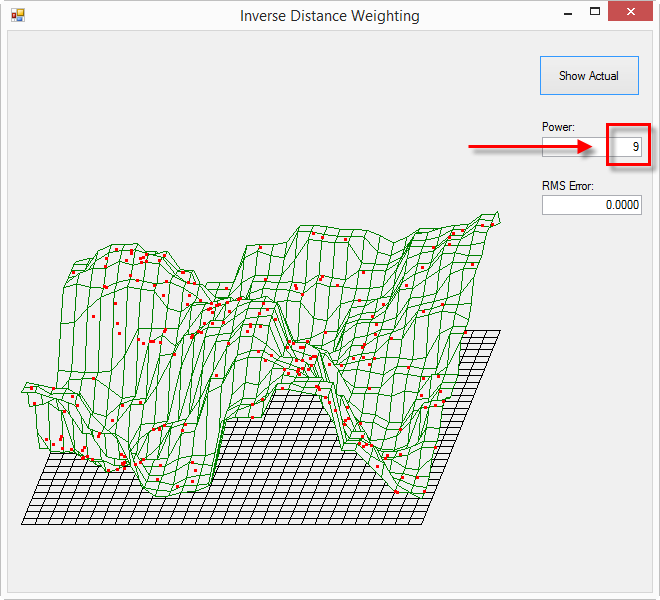 Inverse Distance Weighting
Show Actual
Power:
9
RMS Error:
0.0000